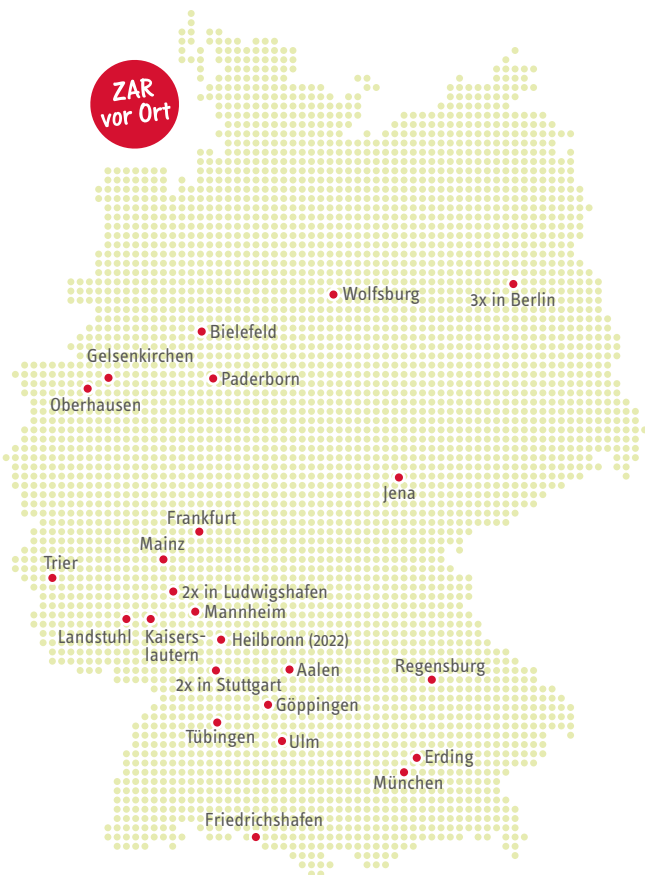 ZAR
vor Ort
Wolfsburg
3x in Berlin
Bielefeld
Gelsenkirchen
Paderborn
Oberhausen
Jena
Frankfurt
Mainz
Trier
2x in Ludwigshafen
Mannheim
Landstuhl
Kaisers-
lautern
Heilbronn (2022)
Aalen
Regensburg
2x in Stuttgart
Göppingen
Tübingen
Ulm
Erding
München
Friedrichshafen